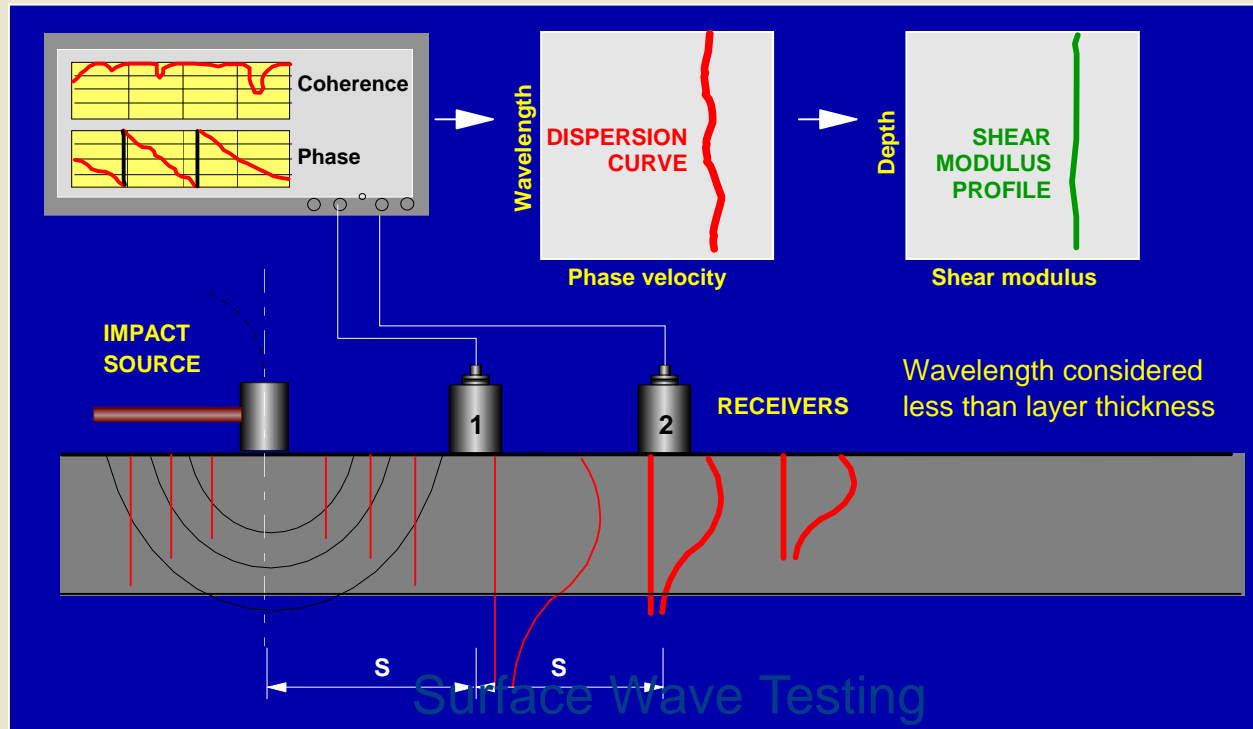 Coherence
Phase
Wavelength
DISPERSION
CURVE
Phase velocity
Depth
SHEAR
MODULUS
PROFILE
Shear modulus
IMPACT
SOURCE
1
2
RECEIVERS
Wavelength considered
less than layer thickness
S
S
Surface Wave Testing